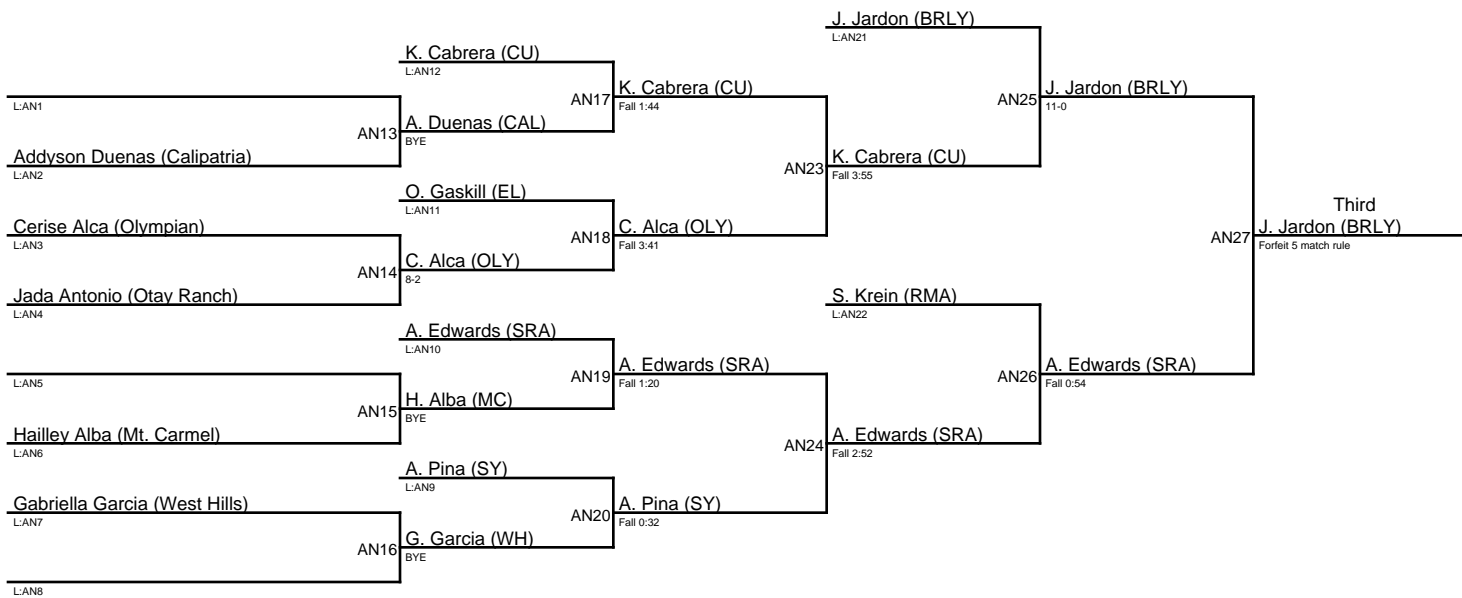 J. Jardon (BRLY)
L:AN21
K. Cabrera (CU)
L:AN12
K. Cabrera (CU)
Fall 1:44
AN17
L:AN1
AN13
A. Duenas (CAL)
BYE
Addyson Duenas (Calipatria)
L:AN2
AN25
J. Jardon (BRLY)
11-0
AN23
K. Cabrera (CU)
Fall 3:55
O. Gaskill (EL)
L:AN11
Cerise Alca (Olympian)
L:AN3
AN18
C. Alca (OLY)
Fall 3:41
AN14
C. Alca (OLY)
8-2
Jada Antonio (Otay Ranch)
L:AN4
Third
AN27
J. Jardon (BRLY)
Forfeit 5 match rule
S. Krein (RMA)
L:AN22
A. Edwards (SRA)
L:AN10
L:AN5
AN19
A. Edwards (SRA)
Fall 1:20
AN26
A. Edwards (SRA)
Fall 0:54
AN15
H. Alba (MC)
BYE
Hailley Alba (Mt. Carmel)
L:AN6
AN24
A. Edwards (SRA)
Fall 2:52
A. Pina (SY)
L:AN9
Gabriella Garcia (West Hills)
L:AN7
AN20
A. Pina (SY)
Fall 0:32
AN16
G. Garcia (WH)
BYE
L:AN8